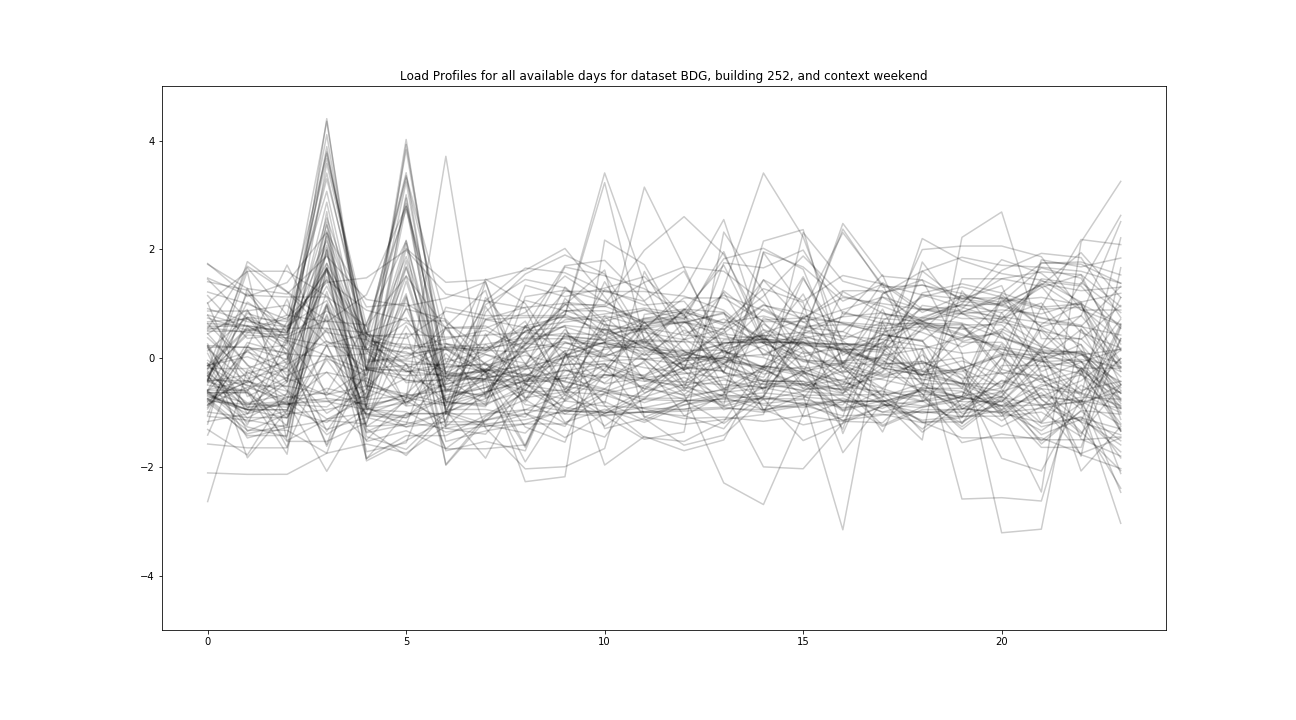 Load Profiles for all available days for dataset BDG, building 252, and context weekend
4
2
0
−2
−4
0 5 10 15 20